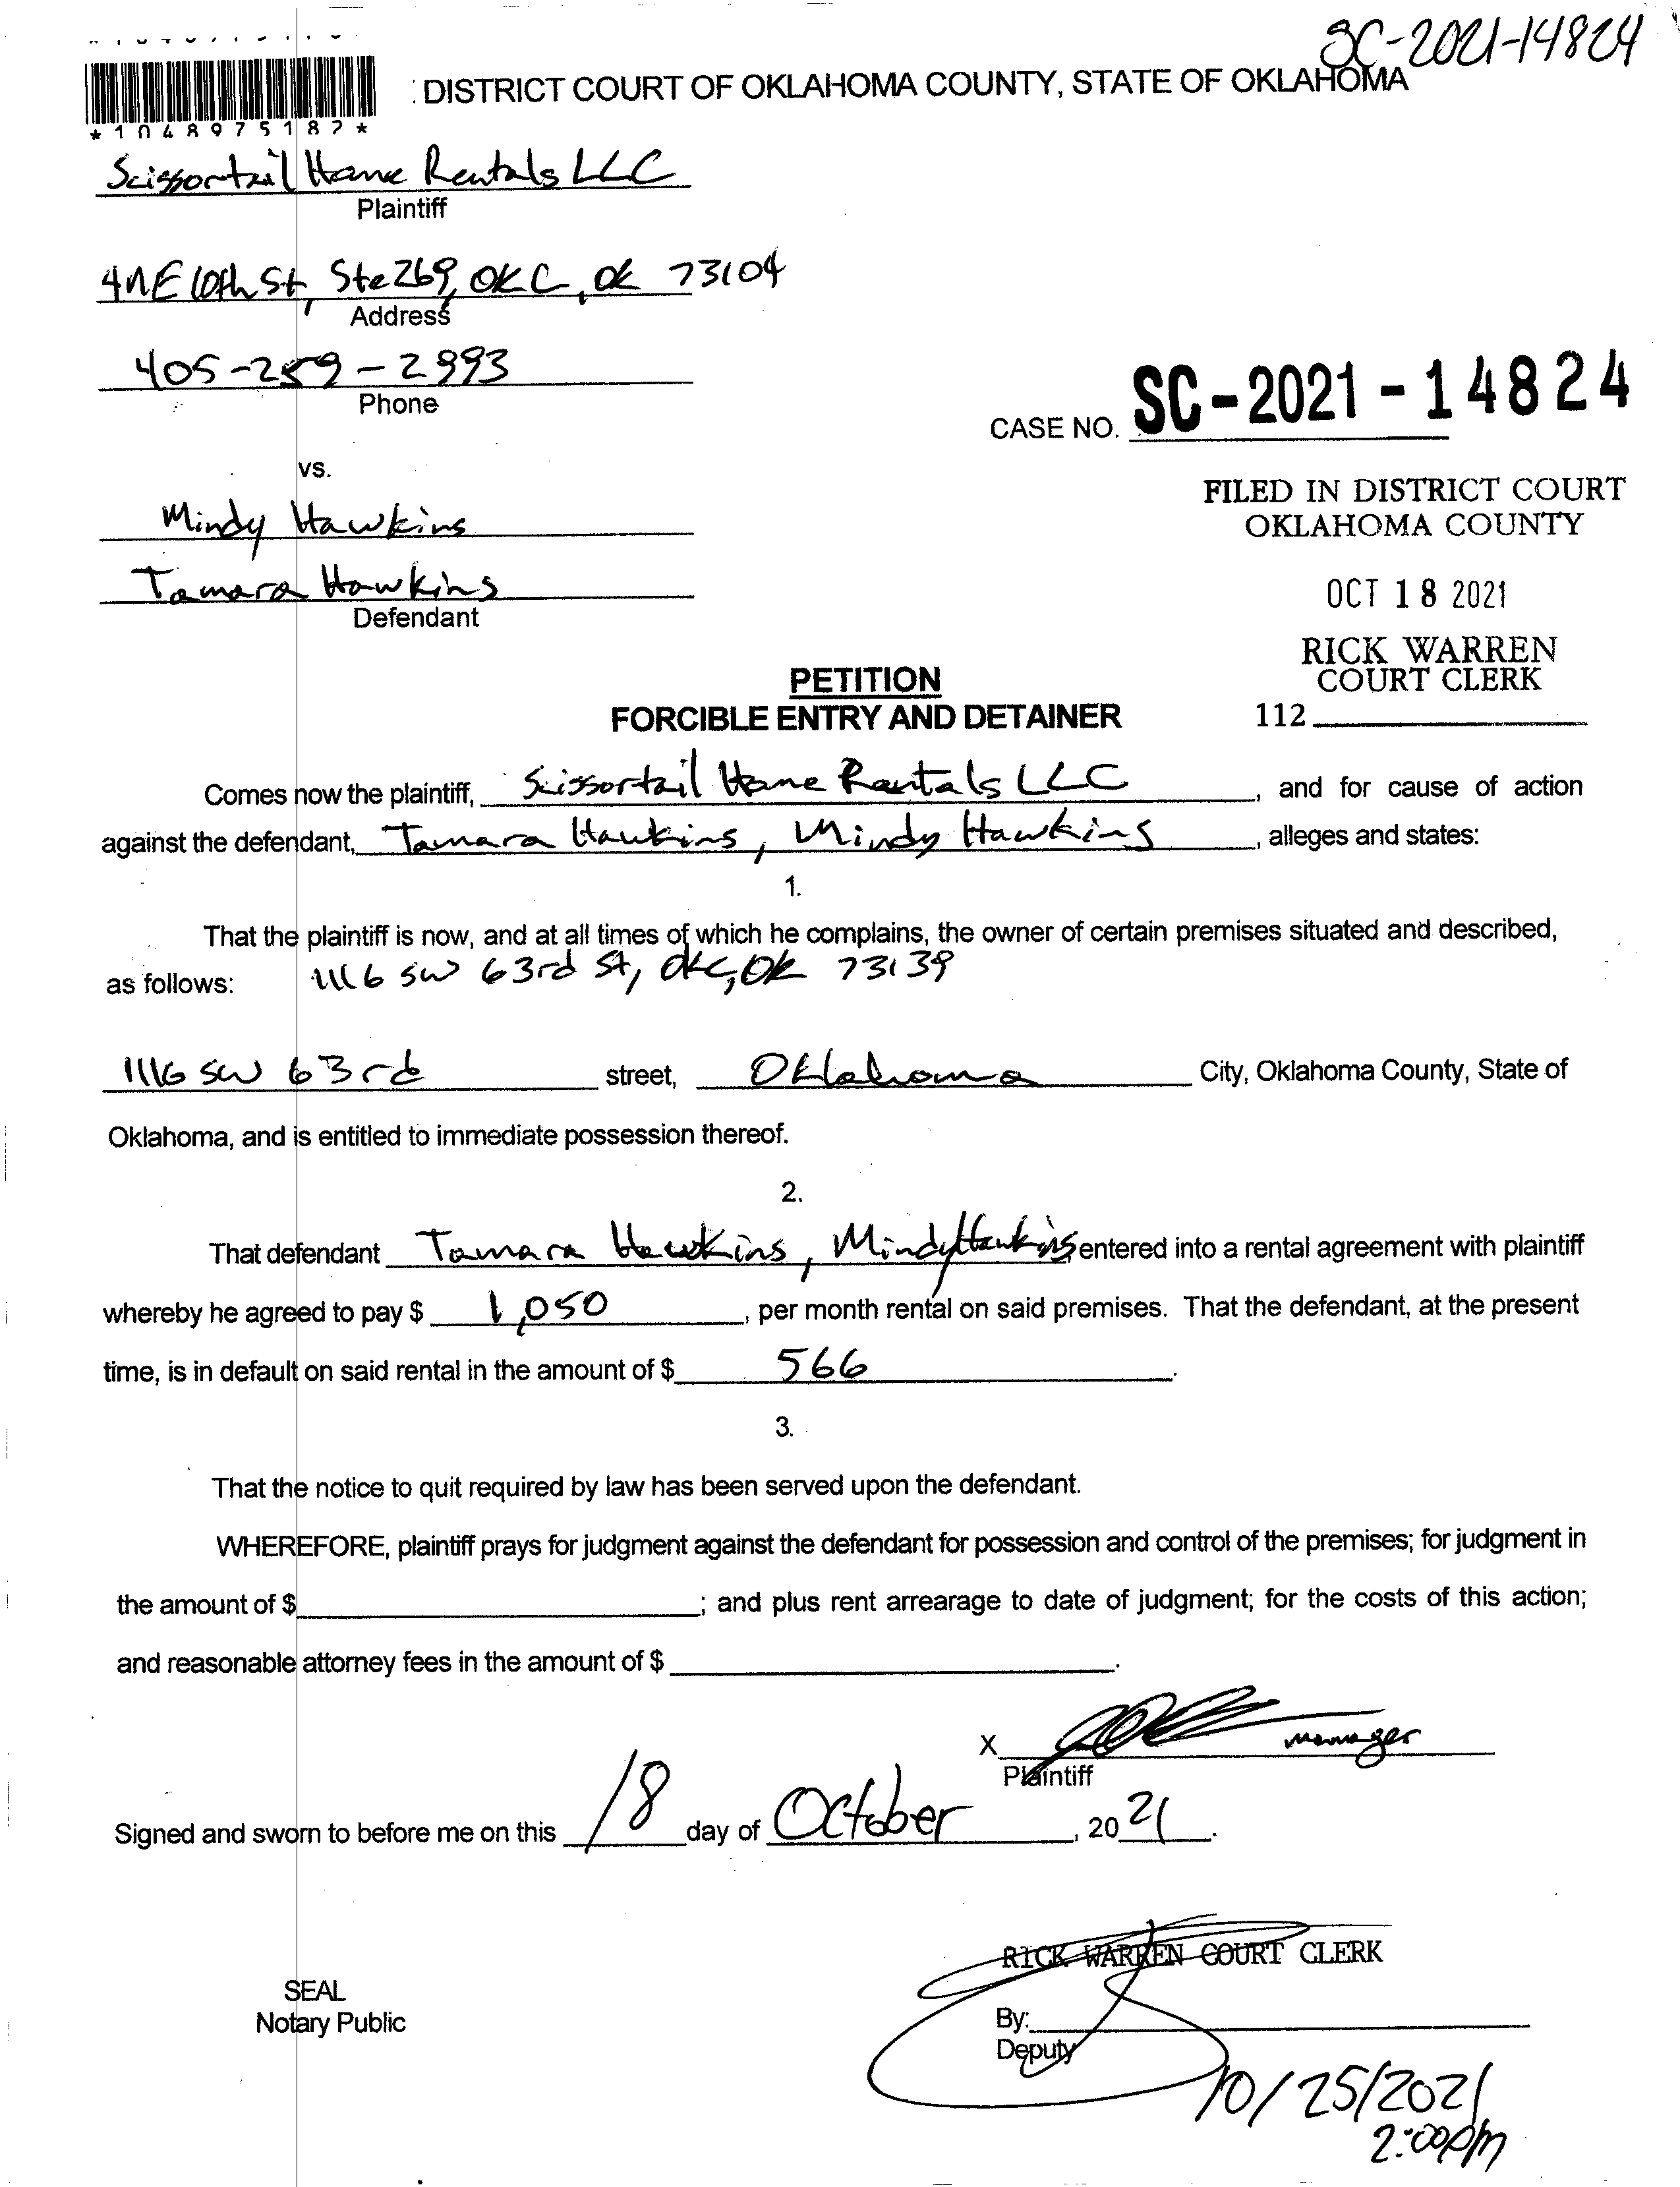 SC-2021-14824
DISTRICT COURT OF OKLAHOMA COUNTY, STATE OF OKLAHOMA
*1048975182*
Scissortail Home Rentals LLC
Plaintiff
4 NE 10th St, Ste 269, OKC, OK 73104
Address
405-259-2993
Phone
CASE NO. SC-2021-14824
vs.
FILED IN DISTRICT COURT
OKLAHOMA COUNTY
Mindy Hawkins
Tamara Hawkins
Defendant
OCT 18 2021
RICK WARREN
COURT CLERK
112
PETITION
FORCIBLE ENTRY AND DETAINER
Comes now the plaintiff, Scissortail Home Rentals LLC, and for cause of action
against the defendant, Tamara Hawkins, Mindy Hawkins, alleges and states:
1.
That the plaintiff is now, and at all times of which he complains, the owner of certain premises situated and described,
as follows: 1116 SW 63rd St, OKC, OK 73139
1116 SW 63rd street, Oklahoma City, Oklahoma County, State of
Oklahoma, and is entitled to immediate possession thereof.
2.
That defendant Tamara Hawkins, Mindy Hawkins entered into a rental agreement with plaintiff
whereby he agreed to pay $ 1,050, per month rental on said premises. That the defendant, at the present
time, is in default on said rental in the amount of $ 566.
3.
That the notice to quit required by law has been served upon the defendant.
WHEREFORE, plaintiff prays for judgment against the defendant for possession and control of the premises; for judgment in
the amount of $ ; and plus rent arrearage to date of judgment; for the costs of this action;
and reasonable attorney fees in the amount of $ .
X manager
Plaintiff
Signed and sworn to before me on this 18 day of October, 2021.
RICK WARREN COURT CLERK
SEAL
Notary Public
By:
Deputy
10/25/2021
2:00pm